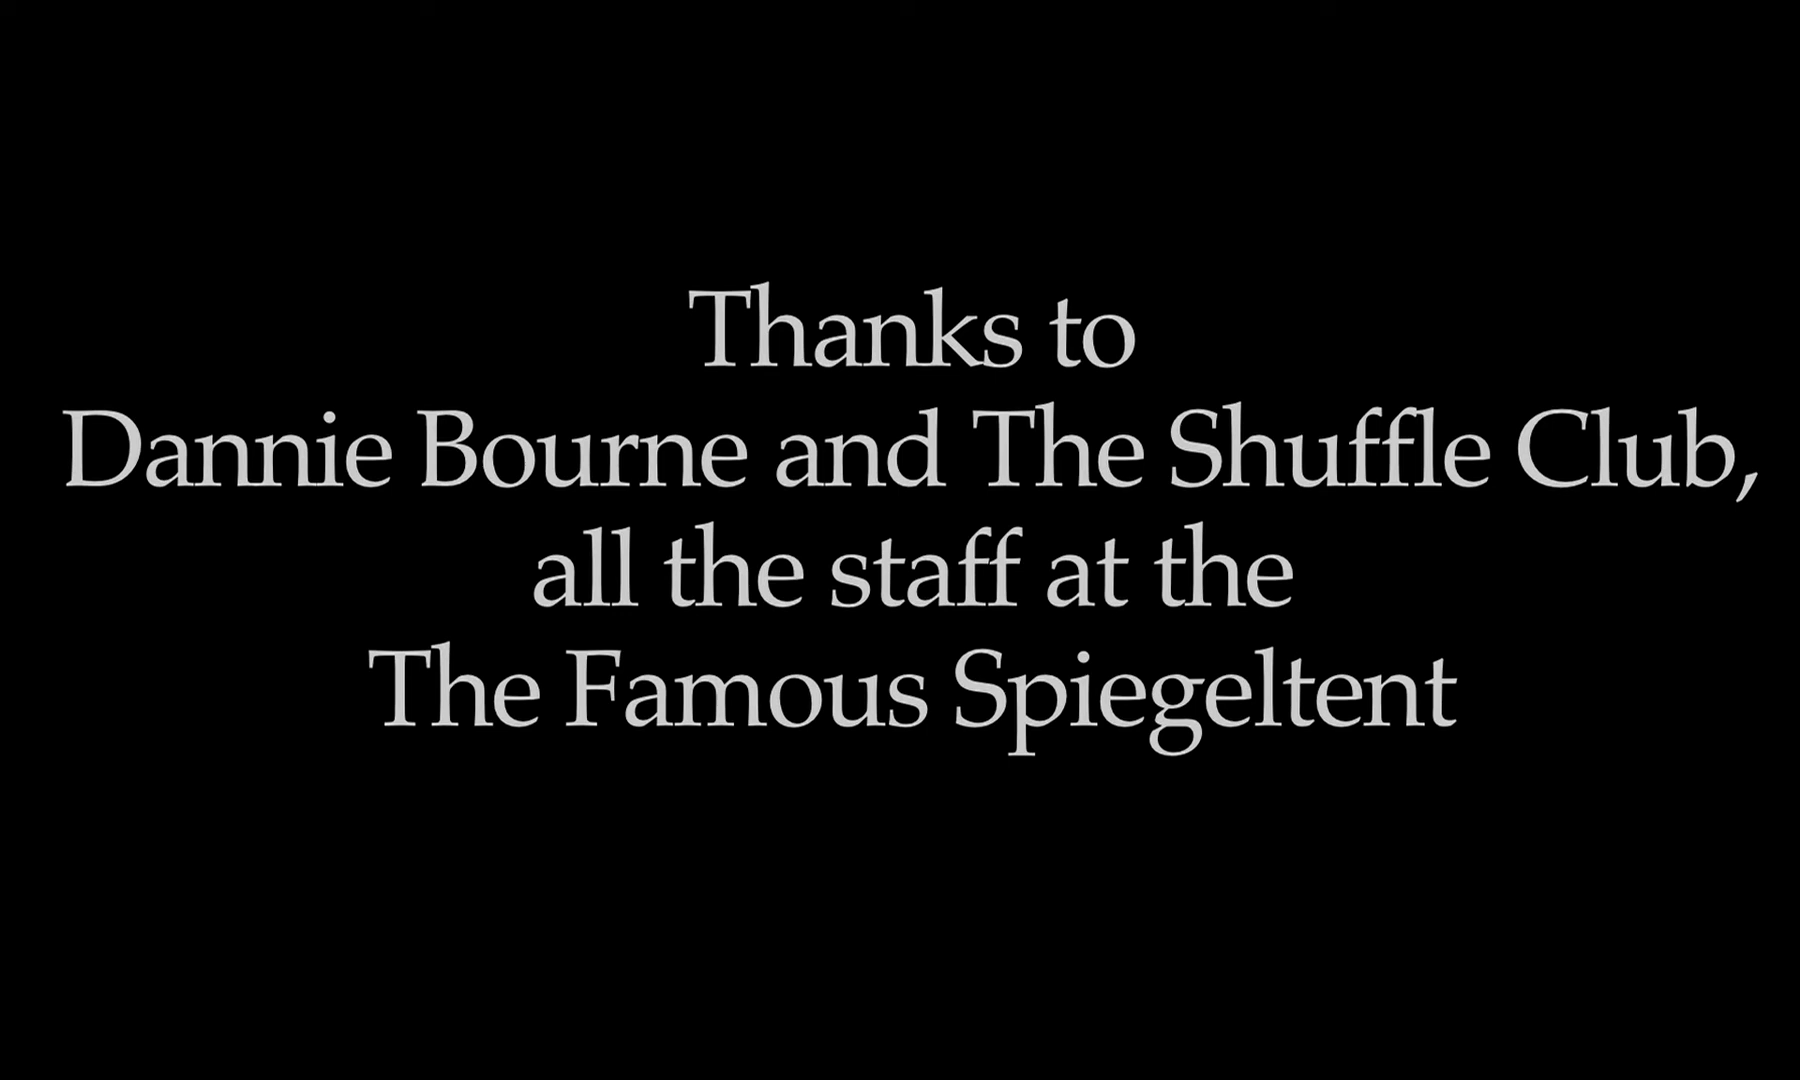 Thanks to
Dannie Bourne and The Shuffle Club,
all the staff at the
The Famous Spiegeltent